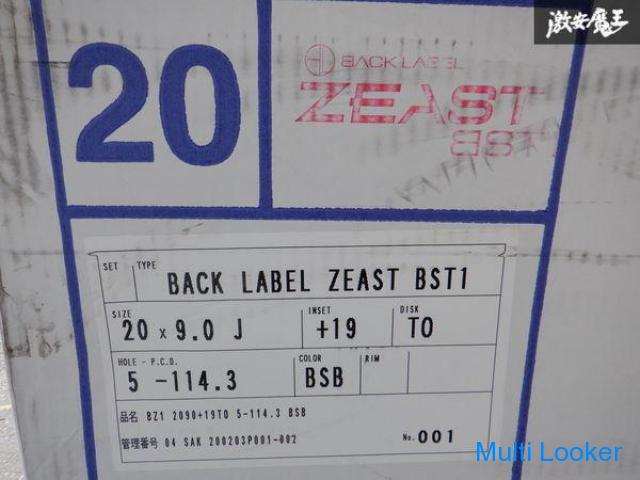 激安魔王
20
BACK LABEL
ZEAST
BST1
SET TYPE BACK LABEL ZEAST BST1
SIZE INSET DISK
20 x 9.0 J +19 TO
HOLE - P.C.D. COLOR RIM
5 -114.3 BSB
品名 BZ1 2090+19TO 5-114.3 BSB
管理番号 04 SAK 200203P001-002 No.001
Multi Looker